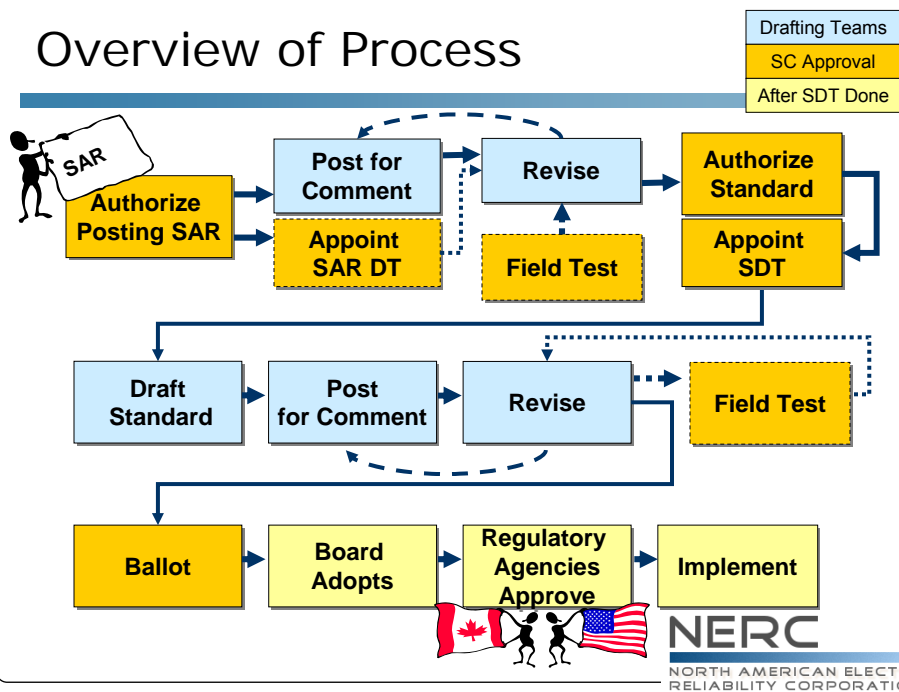 Overview of Process
Drafting Teams
SC Approval
After SDT Done
SAR
Authorize
Posting SAR
Post for
Comment
Appoint
SAR DT
Revise
Field Test
Authorize
Standard
Appoint
SDT
Draft
Standard
Post
for Comment
Revise
Field Test
Ballot
Board
Adopts
Regulatory
Agencies
Approve
Implement
NERC
NORTH AMERICAN ELECT
RELIABILITY CORPORATIO